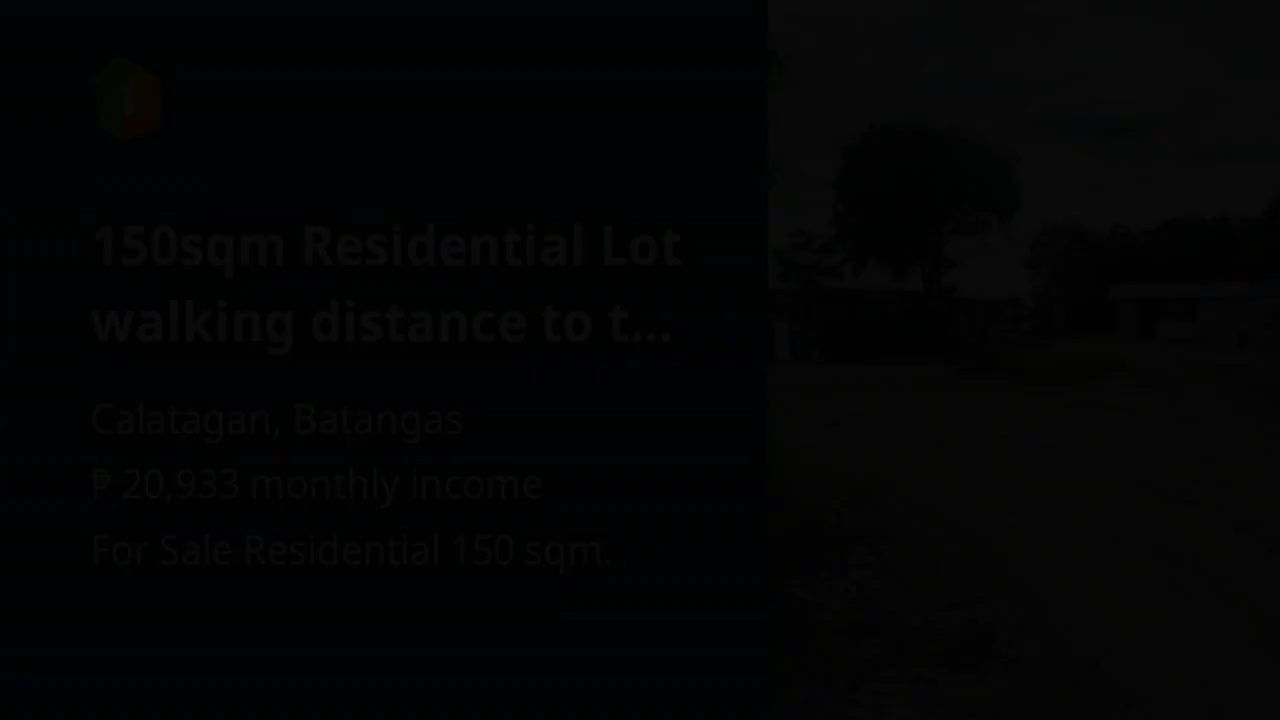 150sqm Residential Lot
walking distance to t...
Calatagan, Batangas
₱ 20,933 monthly income
For Sale Residential 150 sqm.